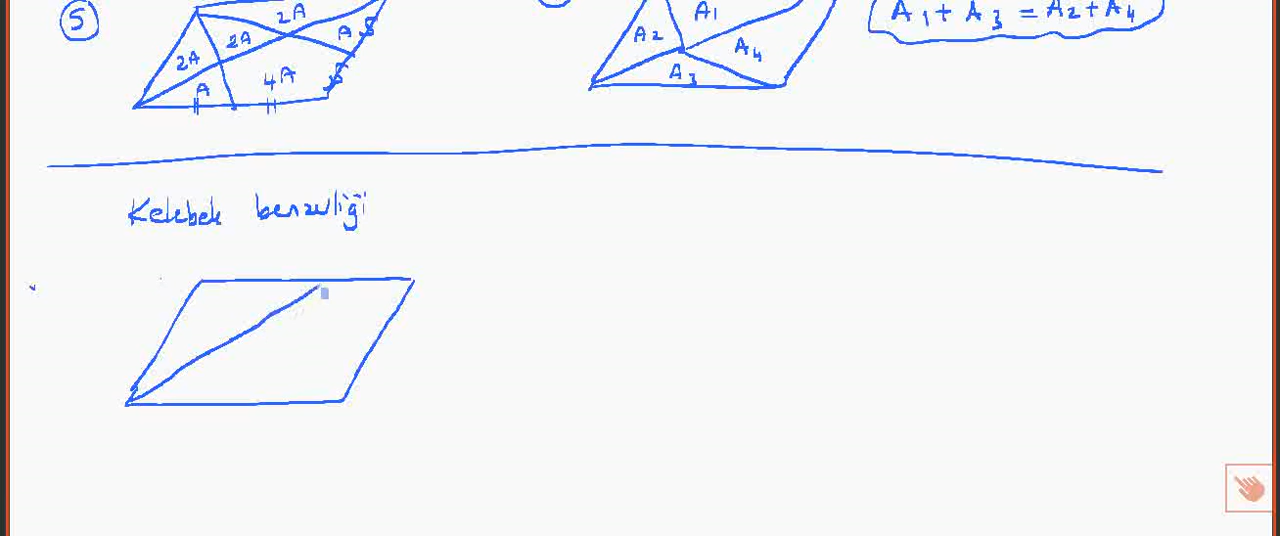 5
2A
2A
A
2A
4A
A
A1
A2
A4
A3
A1 + A3 = A2 + A4
Kelebek benzerliği